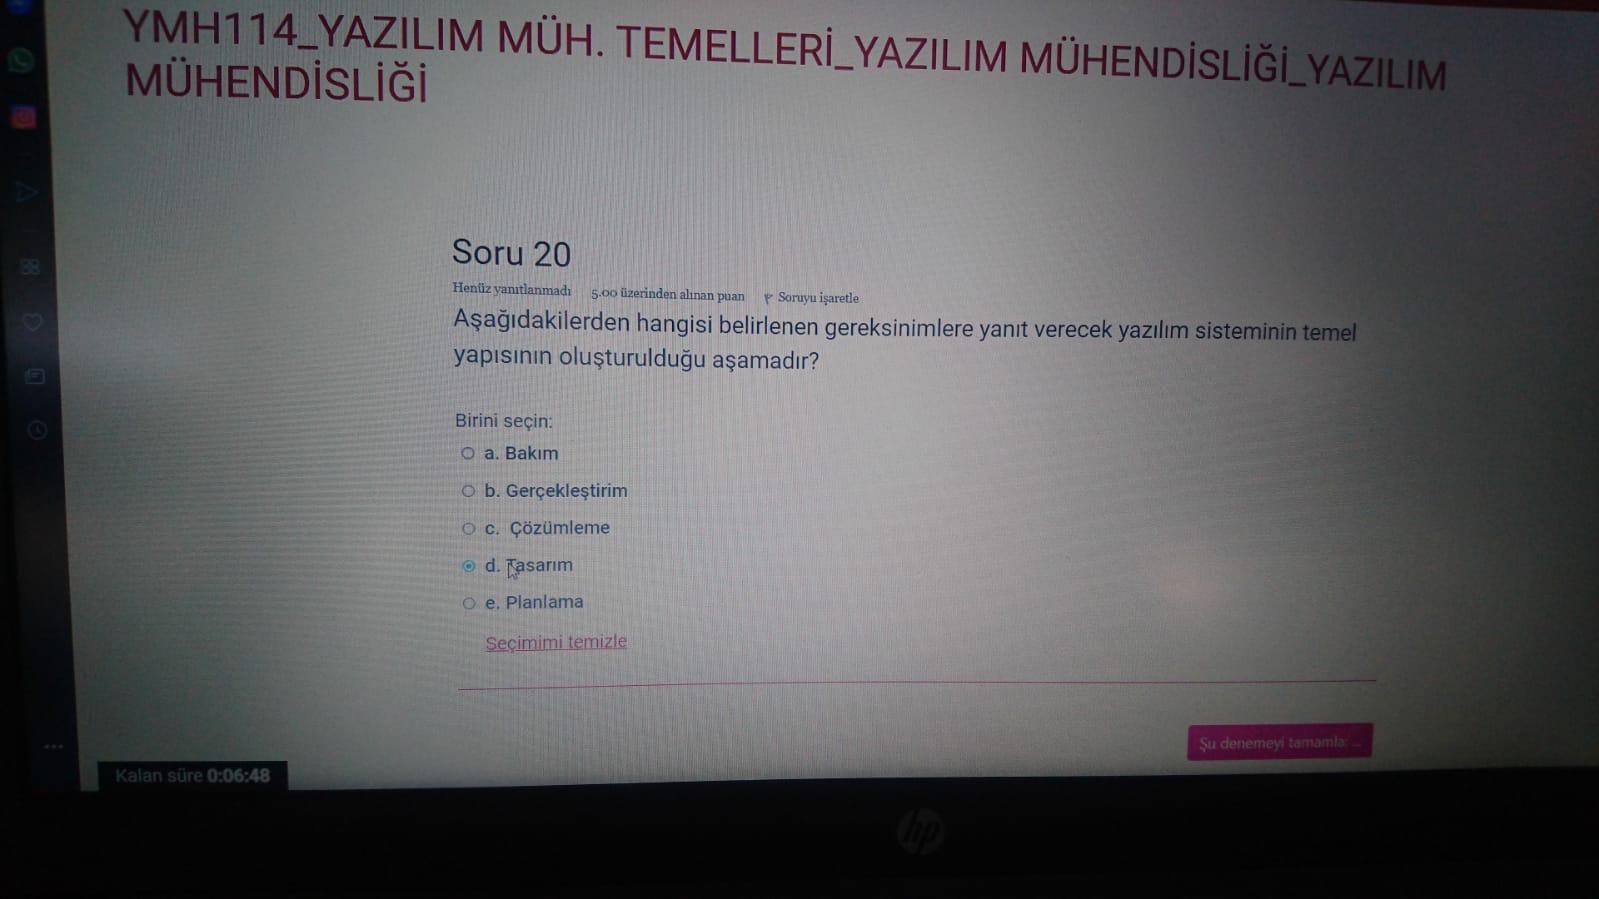 YMH114_YAZILIM MÜH. TEMELLERİ_YAZILIM MÜHENDİSLİĞİ_YAZILIM
MÜHENDİSLİĞİ
Soru 20
Henüz yanıtlanmadı 5.00 üzerinden alınan puan Soruyu işaretle
Aşağıdakilerden hangisi belirlenen gereksinimlere yanıt verecek yazılım sisteminin temel
yapısının oluşturulduğu aşamadır?
Birini seçin:
a. Bakım
b. Gerçekleştirim
c. Çözümleme
d. Tasarım
e. Planlama
Seçimimi temizle
Şu denemeyi tamamla: ...
Kalan süre 0:06:48
hp